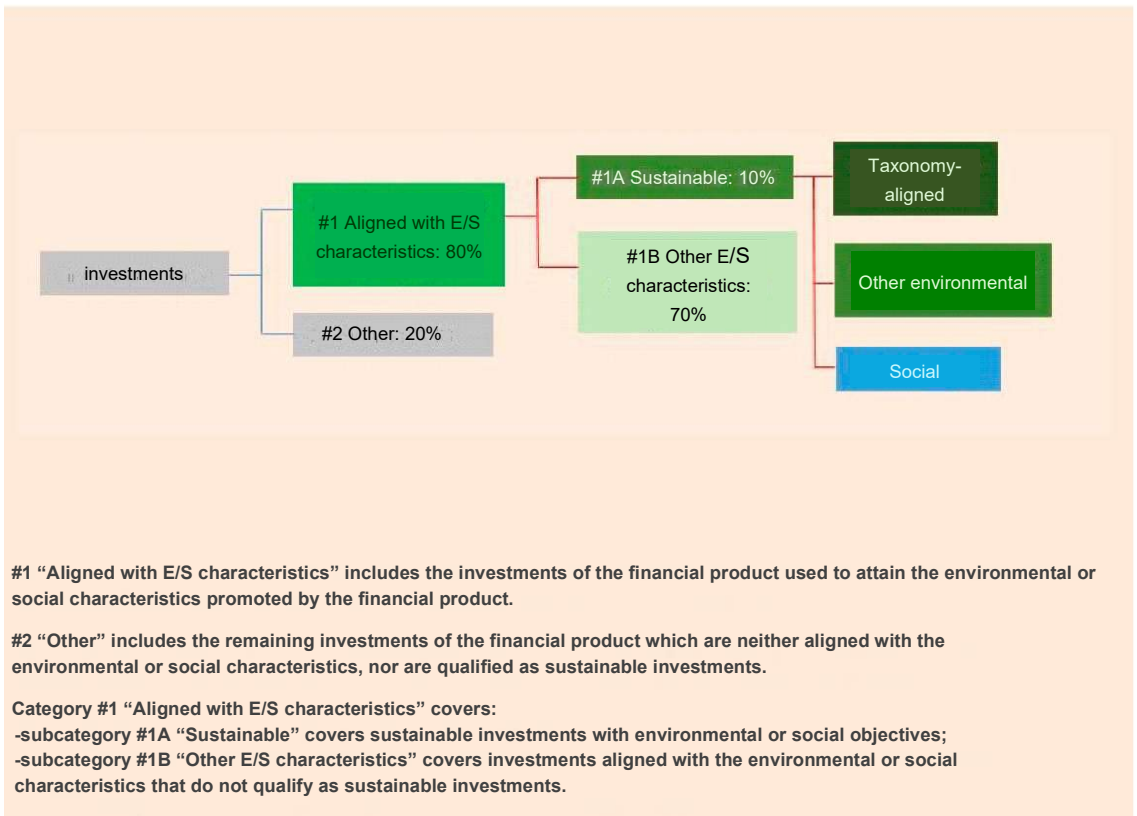 investments
#1 Aligned with E/S
characteristics: 80%
#2 Other: 20%
#1A Sustainable: 10%
#1B Other E/S
characteristics:
70%
Taxonomy-
aligned
Other environmental
Social
#1 “Aligned with E/S characteristics” includes the investments of the financial product used to attain the environmental or
social characteristics promoted by the financial product.
#2 “Other” includes the remaining investments of the financial product which are neither aligned with the
environmental or social characteristics, nor are qualified as sustainable investments.
Category #1 “Aligned with E/S characteristics” covers:
-subcategory #1A “Sustainable” covers sustainable investments with environmental or social objectives;
-subcategory #1B “Other E/S characteristics” covers investments aligned with the environmental or social
characteristics that do not qualify as sustainable investments.